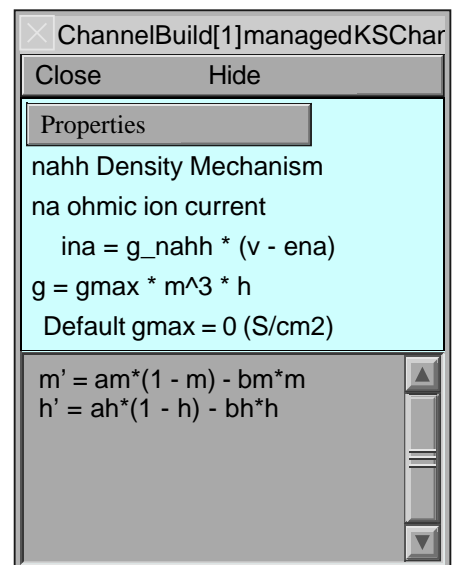 ChannelBuild[1]managedKSChar
Close Hide
Properties
nahh Density Mechanism
na ohmic ion current
ina = g_nahh * (v - ena)
g = gmax * m^3 * h
Default gmax = 0 (S/cm2)
m' = am*(1 - m) - bm*m
h' = ah*(1 - h) - bh*h